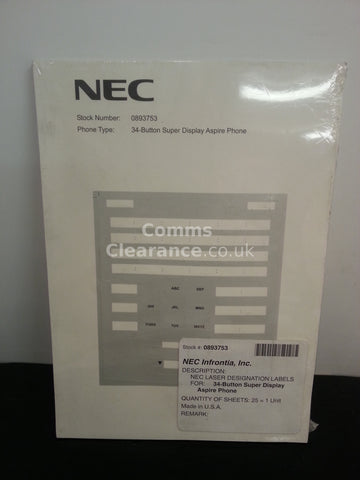 NEC
Stock Number: 0893753
Phone Type: 34-Button Super Display Aspire Phone
Comms
Clearance.co.uk
ABC DEF
GHI JKL MNO
PQRS TUV WXYZ
Stock #: 0893753
NEC Infrontia, Inc.
DESCRIPTION:
NEC LASER DESIGNATION LABELS
FOR: 34-Button Super Display
Aspire Phone
QUANTITY OF SHEETS: 25 = 1 Unit
Made in U.S.A.
REMARK: